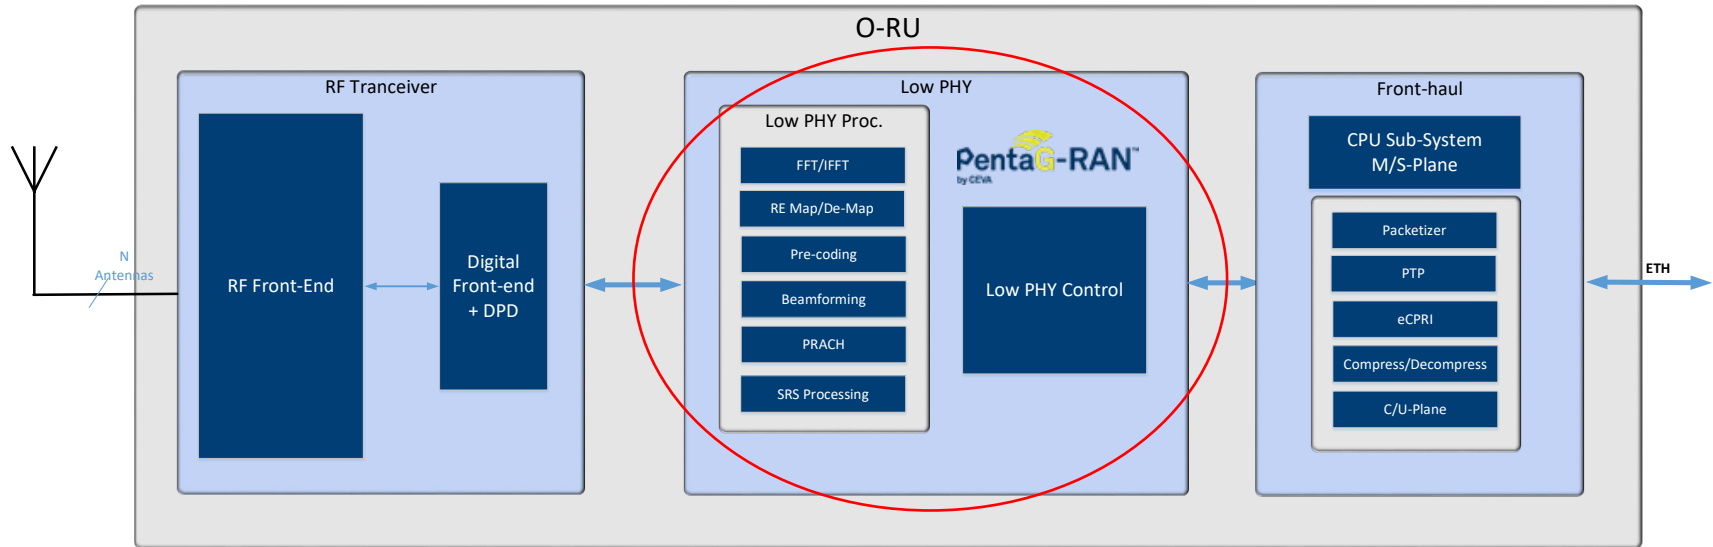 O-RU
RF Tranceiver
N
Antennas
RF Front-End
Digital
Front-end
+ DPD
Low PHY
Low PHY Proc.
FFT/IFFT
RE Map/De-Map
Pre-coding
Beamforming
PRACH
SRS Processing
PentaG-RAN™
by CEVA
Low PHY Control
Front-haul
CPU Sub-System
M/S-Plane
Packetizer
PTP
eCPRI
Compress/Decompress
C/U-Plane
ETH